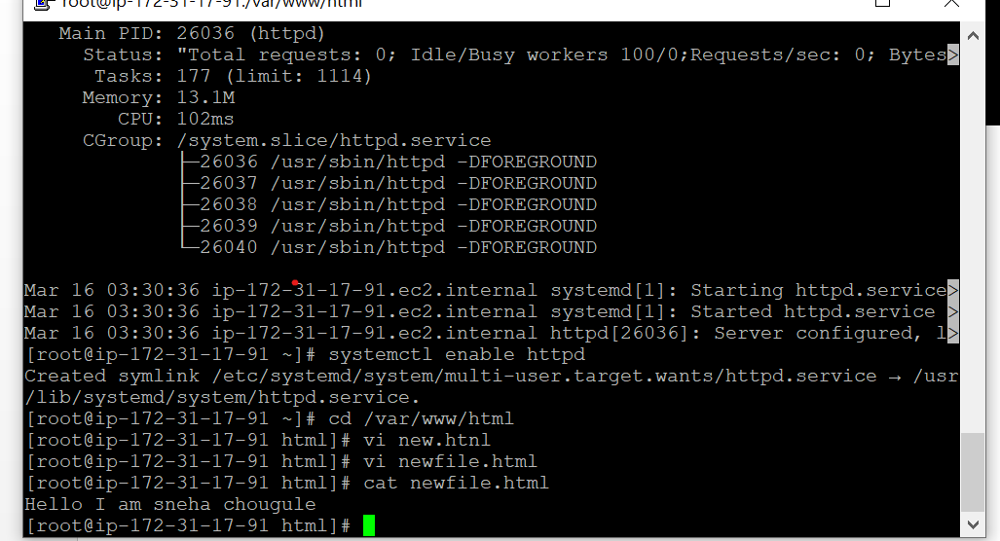 root@ip-172-31-17-91:/var/www/html
Main PID: 26036 (httpd)
Status: "Total requests: 0; Idle/Busy workers 100/0;Requests/sec: 0; Bytes>
Tasks: 177 (limit: 1114)
Memory: 13.1M
CPU: 102ms
CGroup: /system.slice/httpd.service
├─26036 /usr/sbin/httpd -DFOREGROUND
├─26037 /usr/sbin/httpd -DFOREGROUND
├─26038 /usr/sbin/httpd -DFOREGROUND
├─26039 /usr/sbin/httpd -DFOREGROUND
└─26040 /usr/sbin/httpd -DFOREGROUND
Mar 16 03:30:36 ip-172-31-17-91.ec2.internal systemd[1]: Starting httpd.service>
Mar 16 03:30:36 ip-172-31-17-91.ec2.internal systemd[1]: Started httpd.service >
Mar 16 03:30:36 ip-172-31-17-91.ec2.internal httpd[26036]: Server configured, l>
[root@ip-172-31-17-91 ~]# systemctl enable httpd
Created symlink /etc/systemd/system/multi-user.target.wants/httpd.service → /usr
/lib/systemd/system/httpd.service.
[root@ip-172-31-17-91 ~]# cd /var/www/html
[root@ip-172-31-17-91 html]# vi new.htnl
[root@ip-172-31-17-91 html]# vi newfile.html
[root@ip-172-31-17-91 html]# cat newfile.html
Hello I am sneha chougule
[root@ip-172-31-17-91 html]#